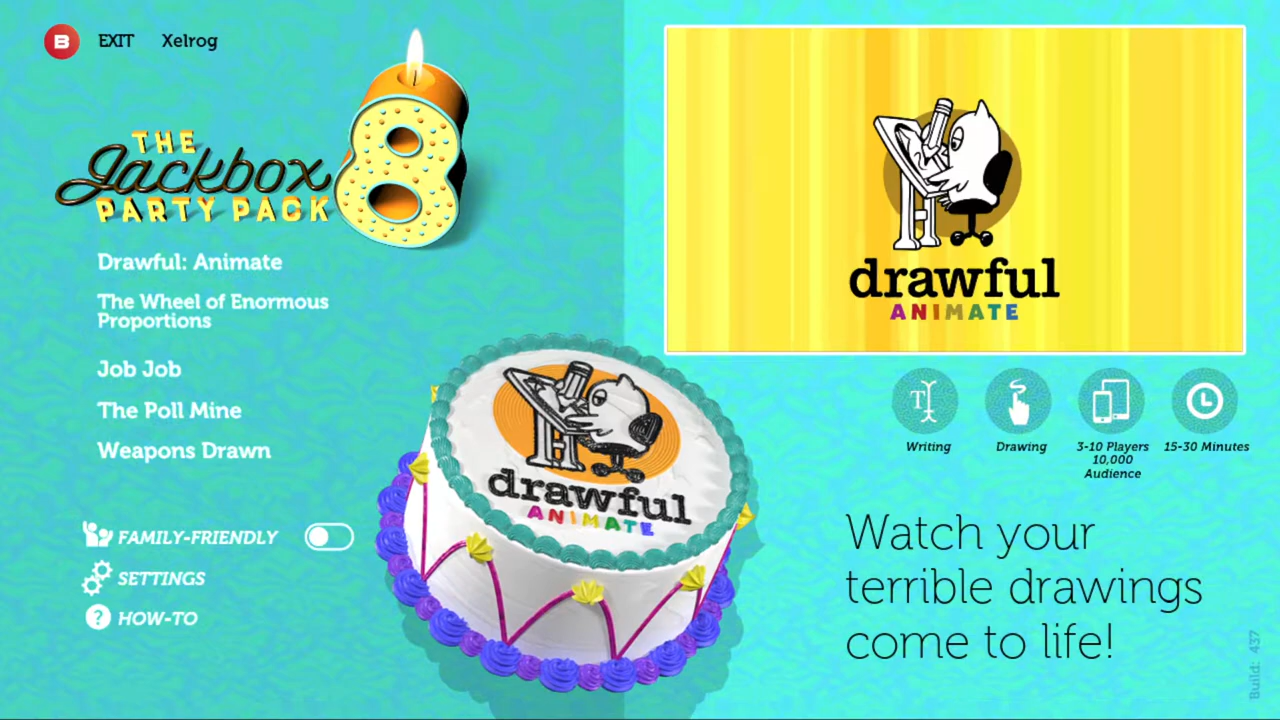 B EXIT Xelrog
THE
Jackbox
PARTY PACK
8
Drawful: Animate
The Wheel of Enormous
Proportions
Job Job
The Poll Mine
Weapons Drawn
FAMILY-FRIENDLY
SETTINGS
? HOW-TO
drawful
ANIMATE
drawful
ANIMATE
T
Writing
Drawing
3-10 Players
10,000
Audience
15-30 Minutes
Watch your
terrible drawings
come to life!
Build: 437